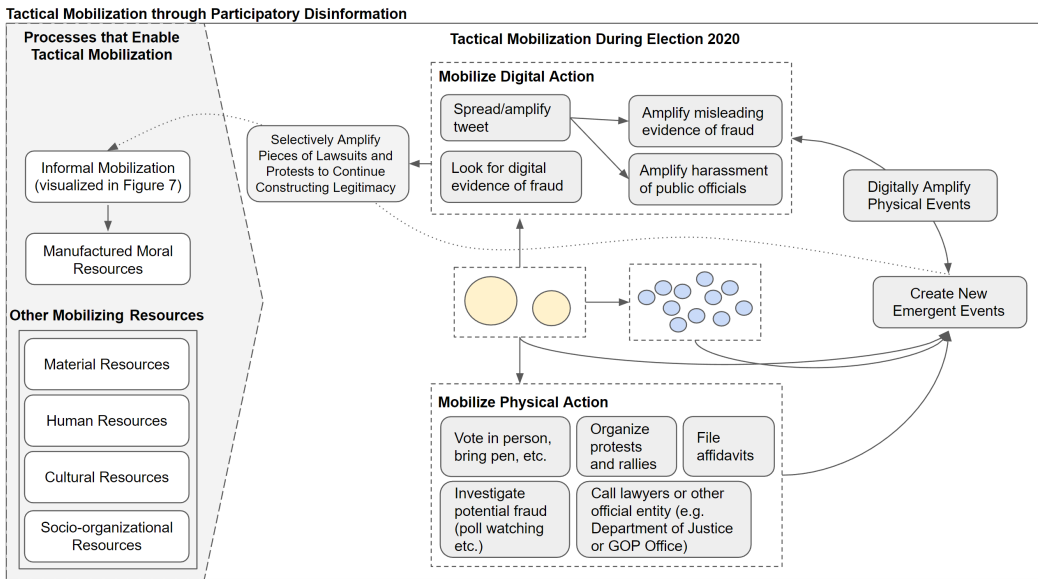 Tactical Mobilization through Participatory Disinformation
Processes that Enable
Tactical Mobilization
Informal Mobilization
(visualized in Figure 7)
Manufactured Moral
Resources
Other Mobilizing Resources
Material Resources
Human Resources
Cultural Resources
Socio-organizational
Resources
Tactical Mobilization During Election 2020
Selectively Amplify
Pieces of Lawsuits and
Protests to Continue
Constructing Legitimacy
Mobilize Digital Action
Spread/amplify
tweet
Look for digital
evidence of fraud
Amplify misleading
evidence of fraud
Amplify harassment
of public officials
Digitally Amplify
Physical Events
Create New
Emergent Events
Mobilize Physical Action
Vote in person,
bring pen, etc.
Organize
protests
and rallies
File
affidavits
Investigate
potential fraud
(poll watching
etc.)
Call lawyers or other
official entity (e.g.
Department of Justice
or GOP Office)